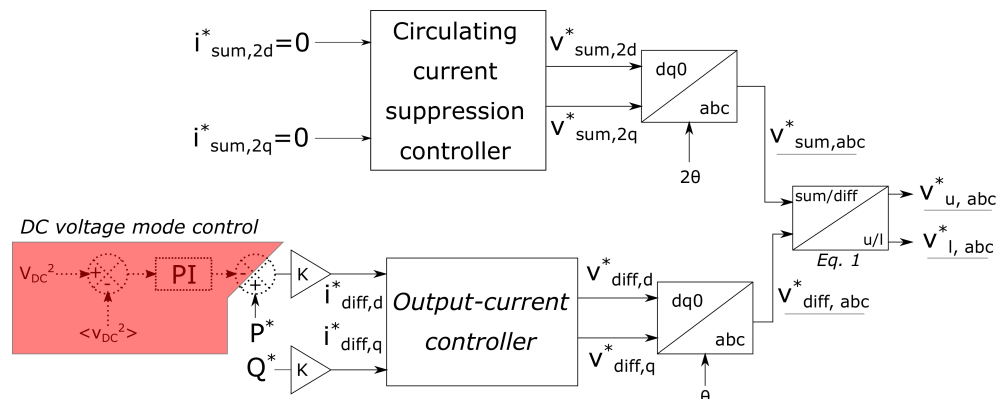 i*sum,2d=0
Circulating
current
suppression
controller
v*sum,2d
dq0
abc
i*sum,2q=0
v*sum,2q
2θ
v*sum,abc
sum/diff
u/l
v*u, abc
v*l, abc
Eq. 1
DC voltage mode control
VDC²
+
-
PI
-
+
<vDC²>
P*
K
i*diff,d
Output-current
controller
v*diff,d
dq0
abc
v*diff, abc
i*diff,q
Q*
K
v*diff,q
θ